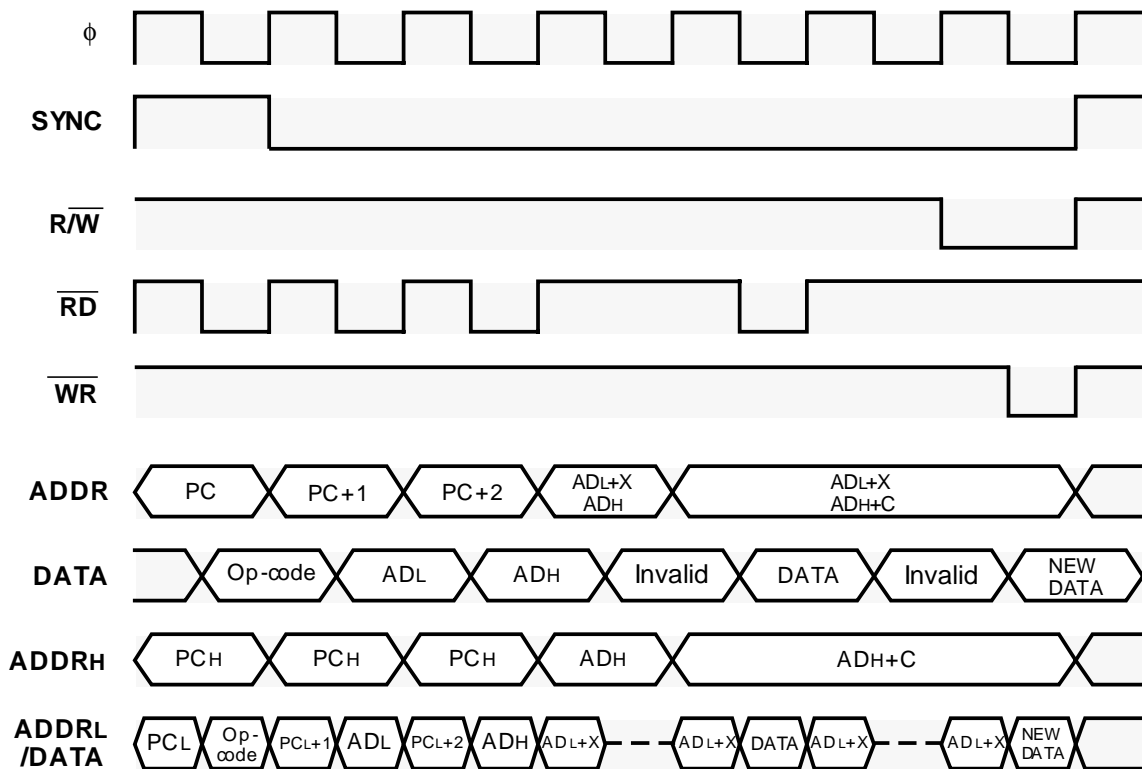 ϕ
SYNC
R/W
RD
WR
ADDR
PC
PC+1
PC+2
ADL+X
ADH
ADL+X
ADH+C
DATA
Op-code
ADL
ADH
Invalid
DATA
Invalid
NEW
DATA
ADDRH
PCH
PCH
PCH
ADH
ADH+C
ADDRL
/DATA
PCL
Op-
code
PCL+1
ADL
PCL+2
ADH
ADL+X
ADL+X
DATA
ADL+X
ADL+X
NEW
DATA